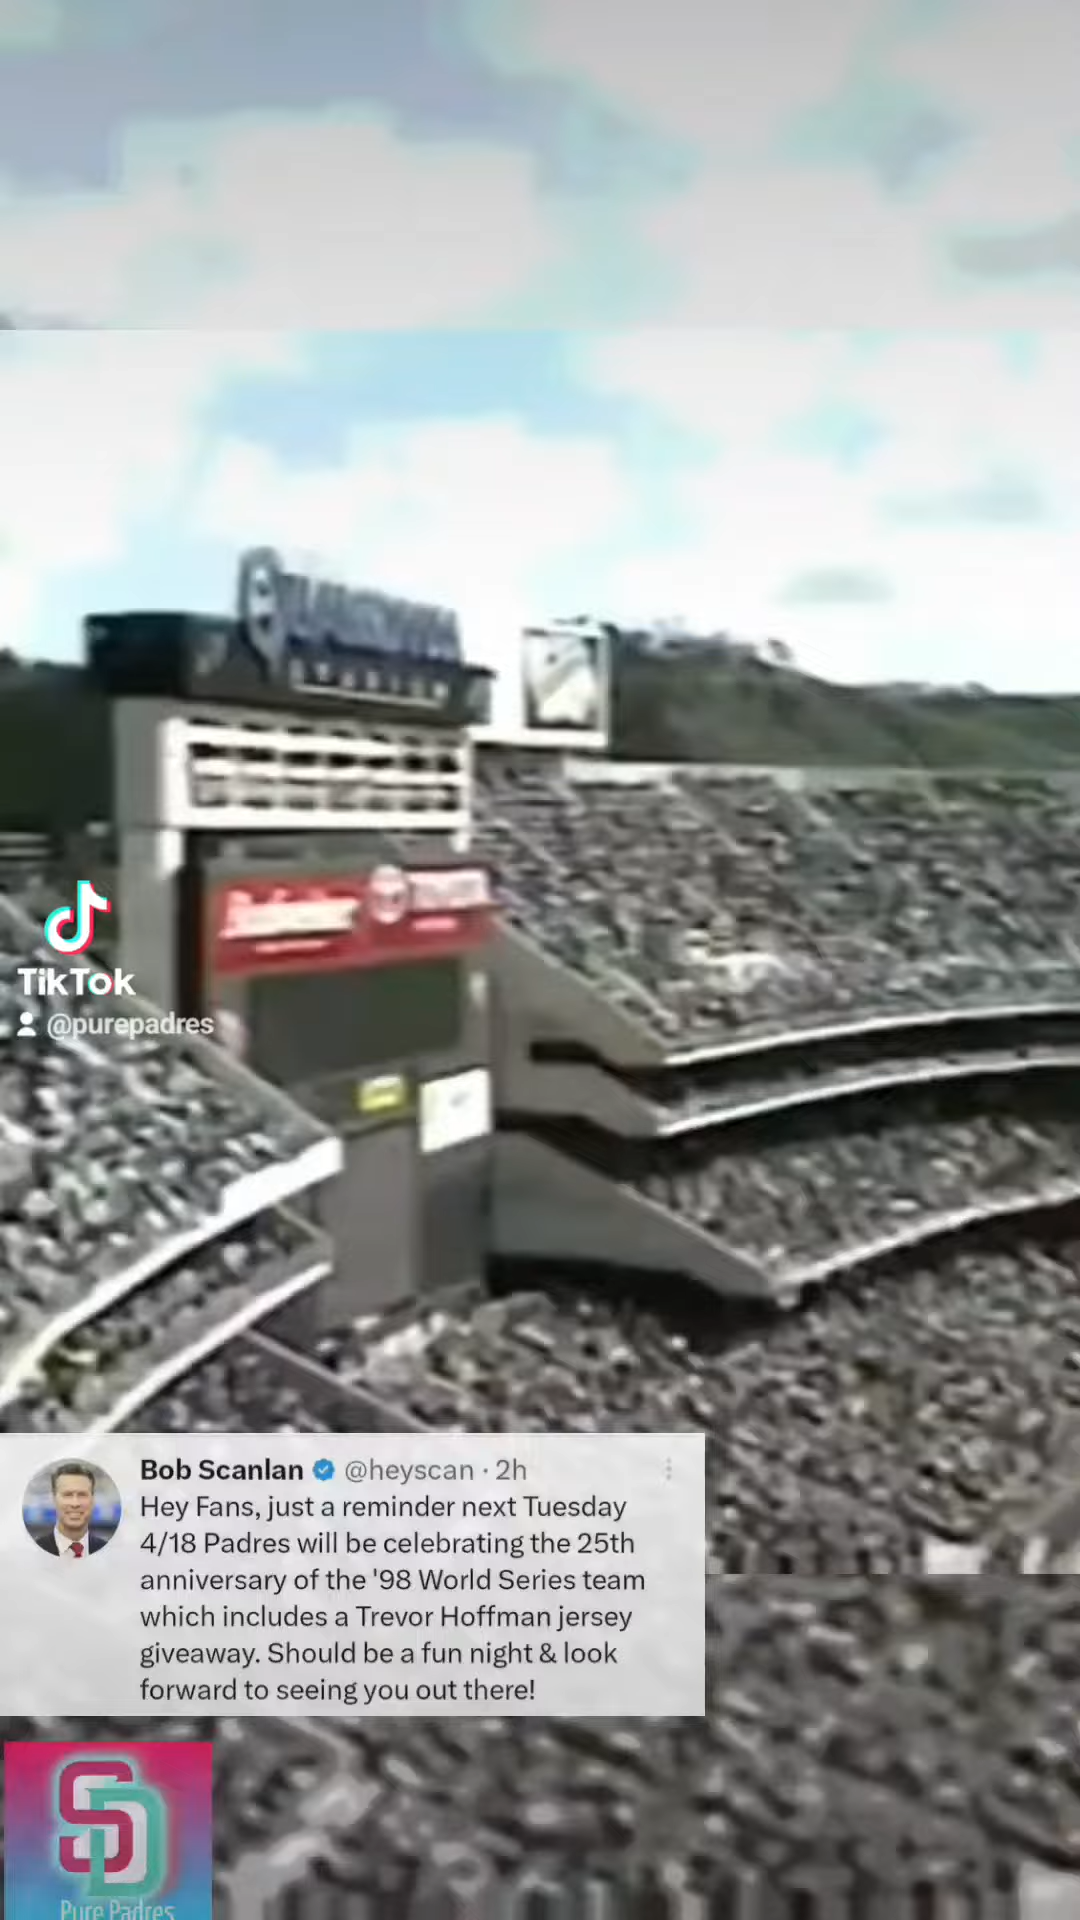 STADIUM
TikTok
@purepadres
Bob Scanlan @heyscan · 2h
Hey Fans, just a reminder next Tuesday
4/18 Padres will be celebrating the 25th
anniversary of the '98 World Series team
which includes a Trevor Hoffman jersey
giveaway. Should be a fun night & look
forward to seeing you out there!
SD
Pure Padres